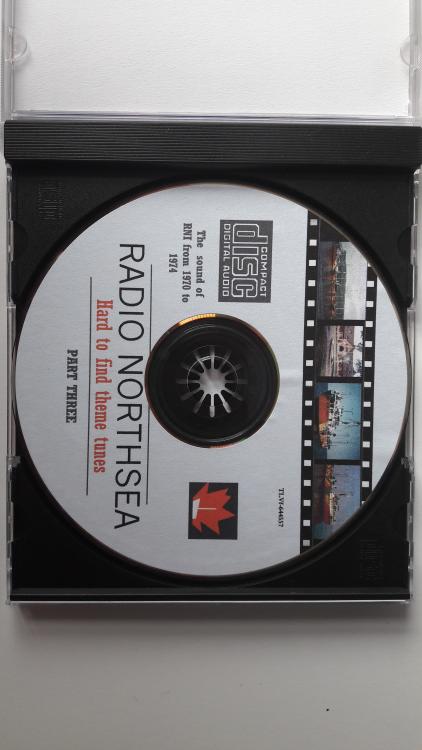 COMPACT
disc
DIGITAL AUDIO
The sound of
RNI from 1970 to
1974
RADIO NORTHSEA
Hard to find theme tunes
PART THREE